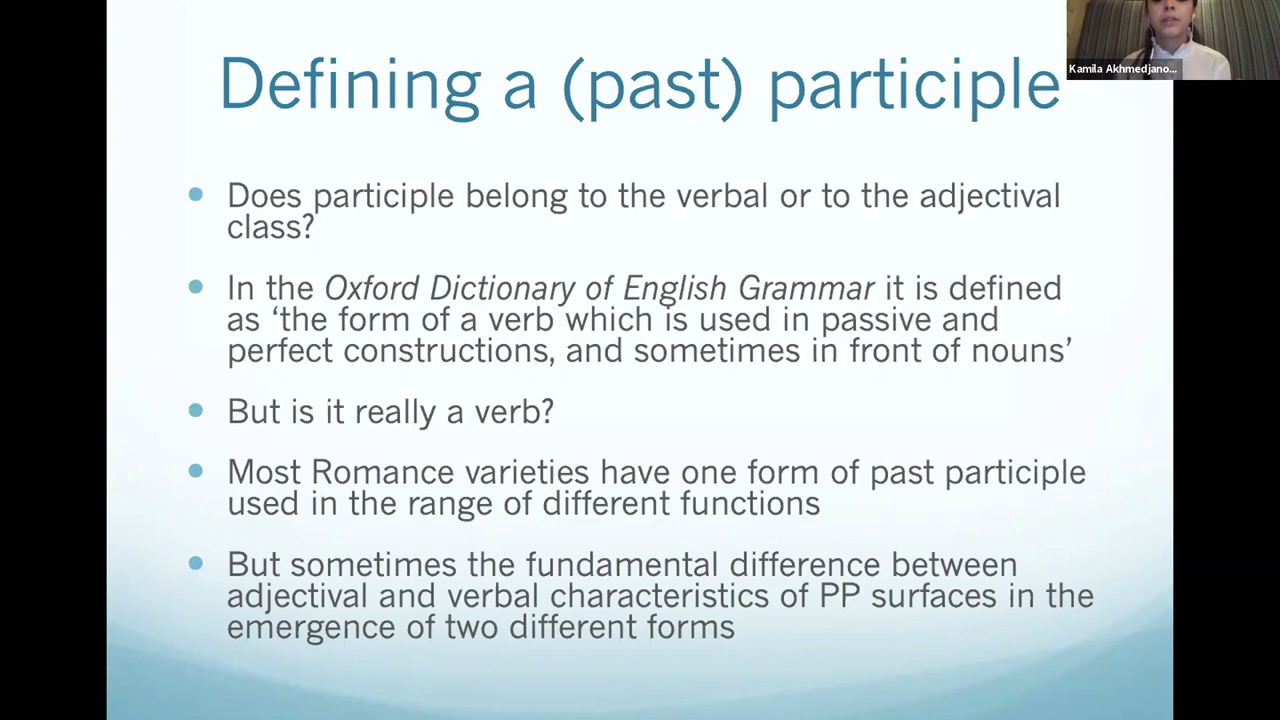 Defining a (past) participle
Kamila Akhmedjano...
Does participle belong to the verbal or to the adjectival
class?
In the Oxford Dictionary of English Grammar it is defined
as ‘the form of a verb which is used in passive and
perfect constructions, and sometimes in front of nouns’
But is it really a verb?
Most Romance varieties have one form of past participle
used in the range of different functions
But sometimes the fundamental difference between
adjectival and verbal characteristics of PP surfaces in the
emergence of two different forms